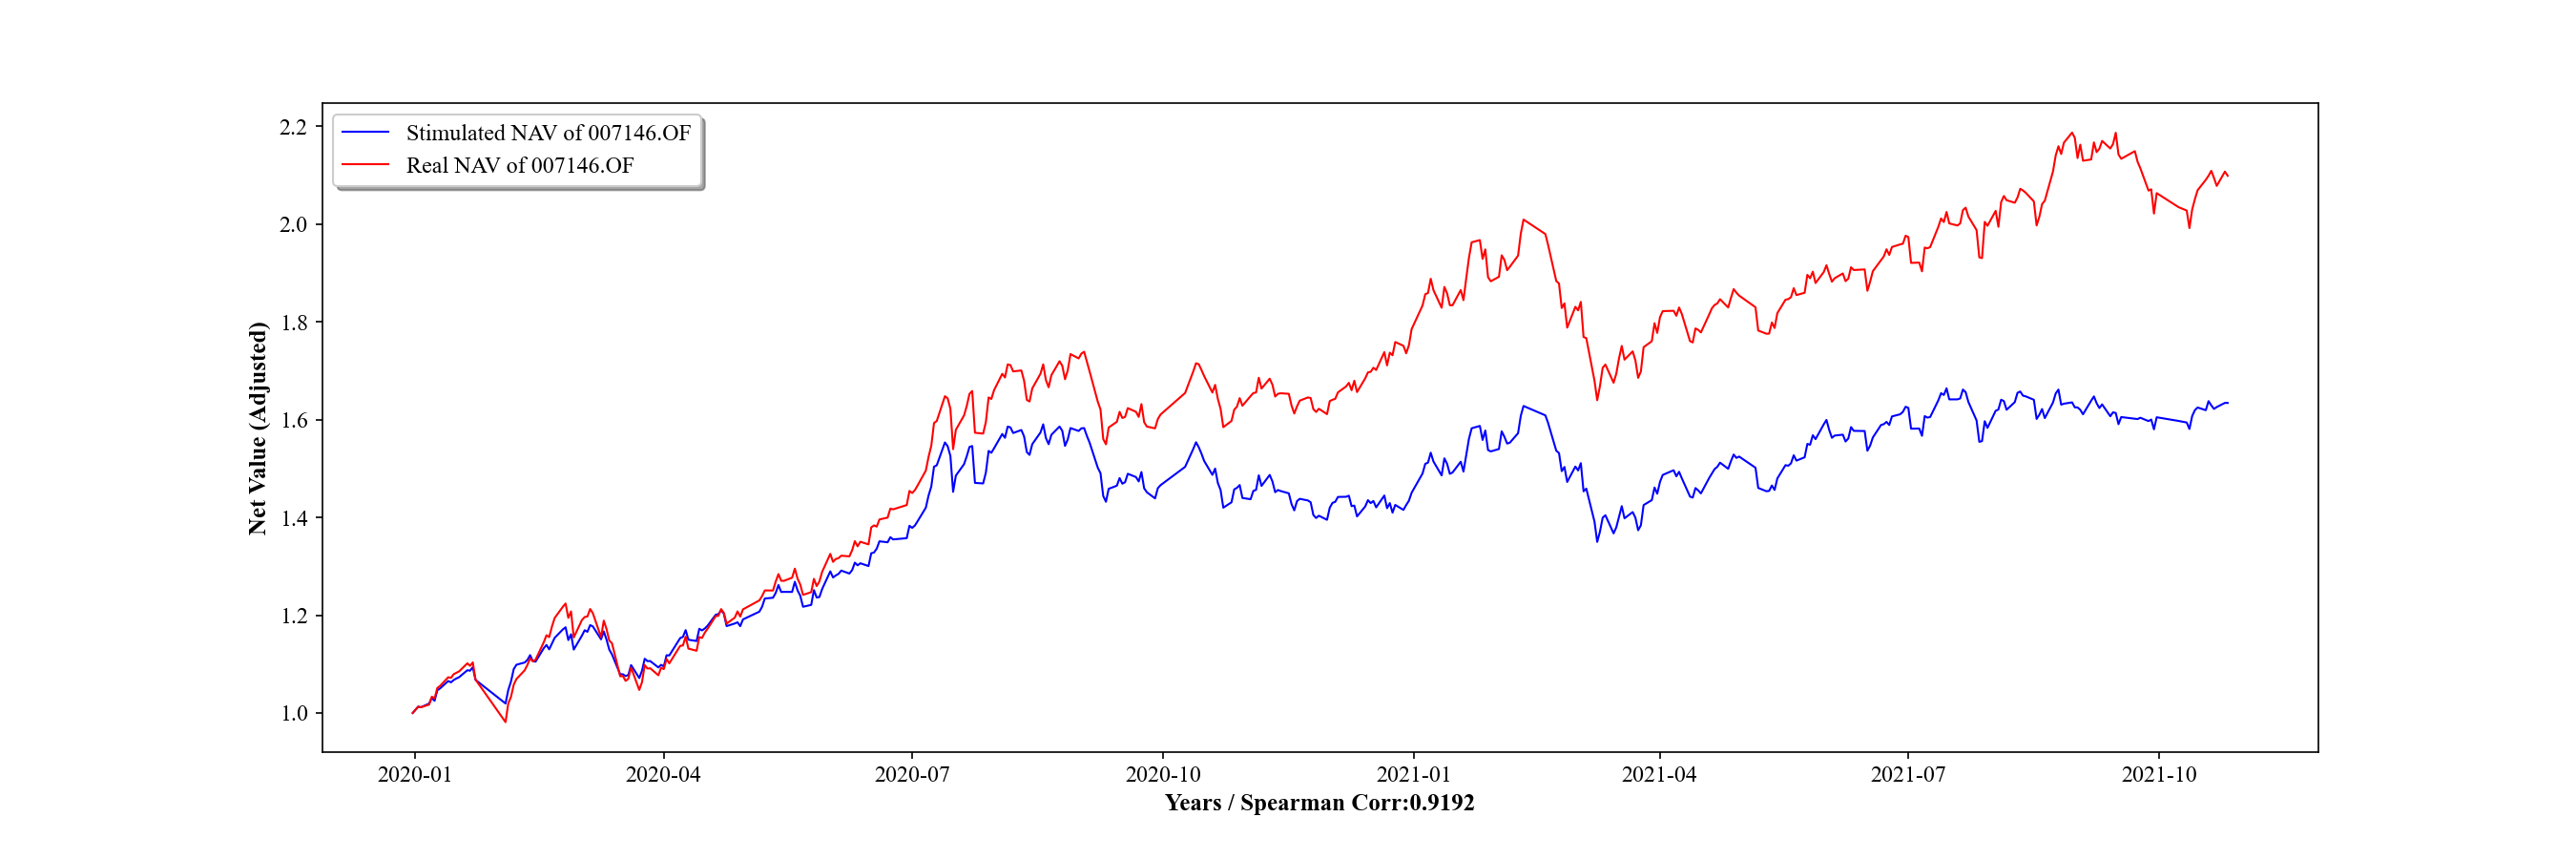 Stimulated NAV of 007146.OF
Real NAV of 007146.OF
Net Value (Adjusted)
2.2
2.0
1.8
1.6
1.4
1.2
1.0
2020-01 2020-04 2020-07 2020-10 2021-01 2021-04 2021-07 2021-10
Years / Spearman Corr:0.9192